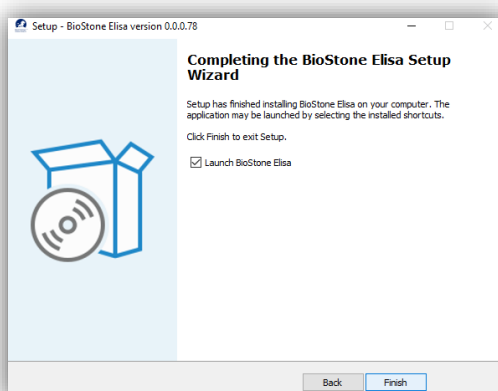 Setup - BioStone Elisa version 0.0.0.78
Completing the BioStone Elisa Setup
Wizard
Setup has finished installing BioStone Elisa on your computer. The
application may be launched by selecting the installed shortcuts.
Click Finish to exit Setup.
Launch BioStone Elisa
Back
Finish